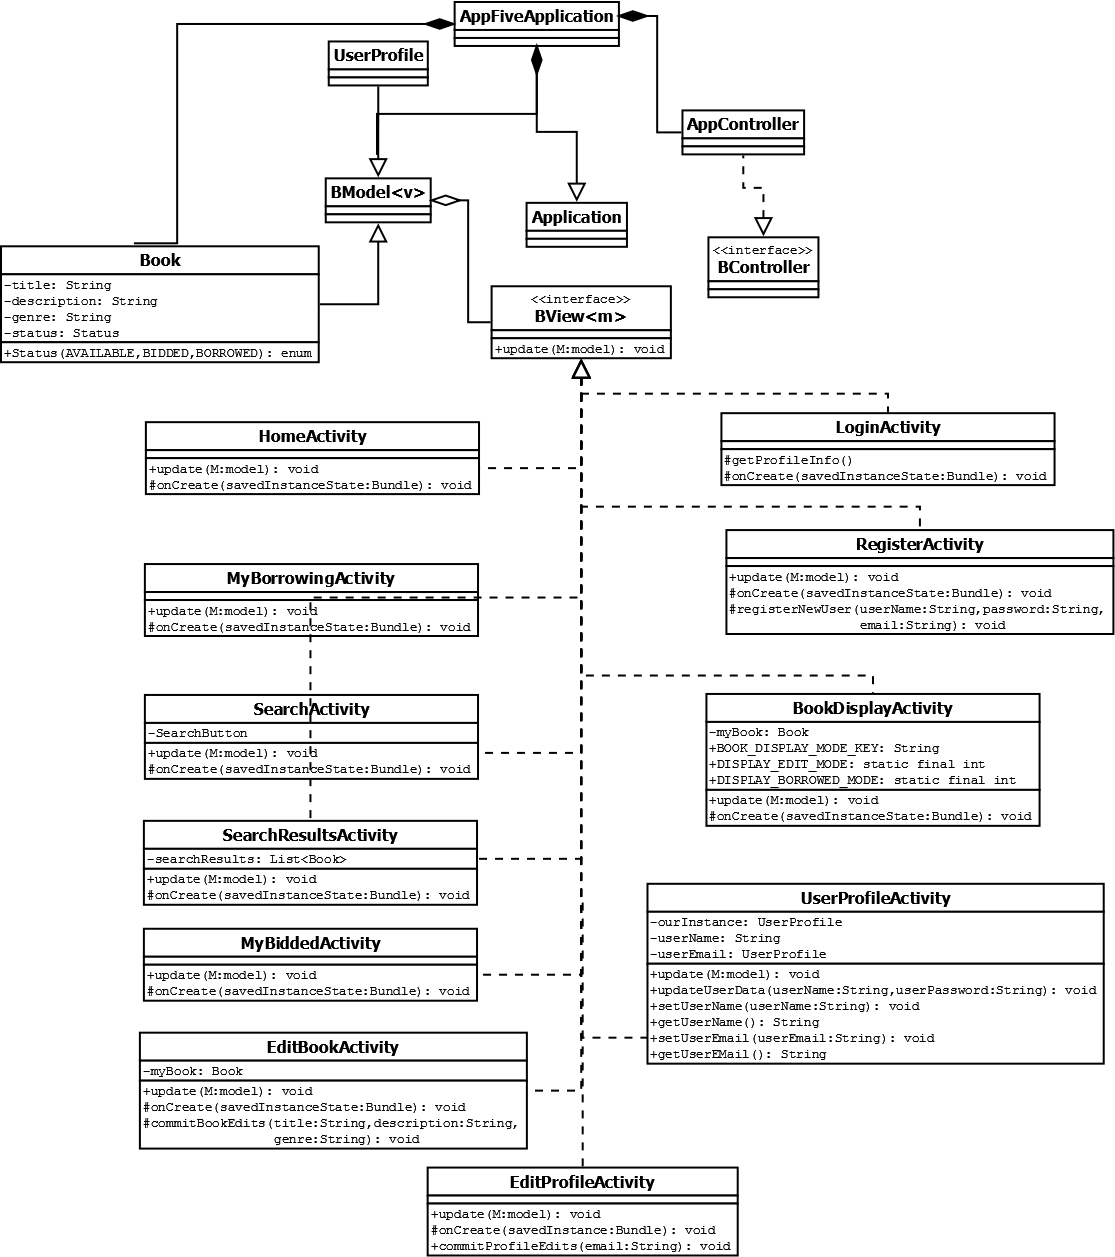 AppFiveApplication
UserProfile
AppController
BModel<v>
Application
<<interface>>
BController
Book
-title: String
-description: String
-genre: String
-status: Status
+Status(AVAILABLE,BIDDED,BORROWED): enum
<<interface>>
BView<m>
+update(M:model): void
HomeActivity
+update(M:model): void
#onCreate(savedInstanceState:Bundle): void
LoginActivity
#getProfileInfo()
#onCreate(savedInstanceState:Bundle): void
RegisterActivity
+update(M:model): void
#onCreate(savedInstanceState:Bundle): void
#registerNewUser(userName:String,password:String,
email:String): void
MyBorrowingActivity
+update(M:model): void
#onCreate(savedInstanceState:Bundle): void
SearchActivity
-SearchButton
+update(M:model): void
#onCreate(savedInstanceState:Bundle): void
BookDisplayActivity
-myBook: Book
+BOOK_DISPLAY_MODE_KEY: String
+DISPLAY_EDIT_MODE: static final int
+DISPLAY_BORROWED_MODE: static final int
+update(M:model): void
#onCreate(savedInstanceState:Bundle): void
SearchResultsActivity
-searchResults: List<Book>
+update(M:model): void
#onCreate(savedInstanceState:Bundle): void
UserProfileActivity
-ourInstance: UserProfile
-userName: String
-userEmail: UserProfile
+update(M:model): void
+updateUserData(userName:String,userPassword:String): void
+setUserName(userName:String): void
+getUserName(): String
+setUserEmail(userEmail:String): void
+getUserEMail(): String
MyBiddedActivity
+update(M:model): void
#onCreate(savedInstanceState:Bundle): void
EditBookActivity
-myBook: Book
+update(M:model): void
#onCreate(savedInstanceState:Bundle): void
#commitBookEdits(title:String,description:String,
genre:String): void
EditProfileActivity
+update(M:model): void
#onCreate(savedInstance:Bundle): void
+commitProfileEdits(email:String): void